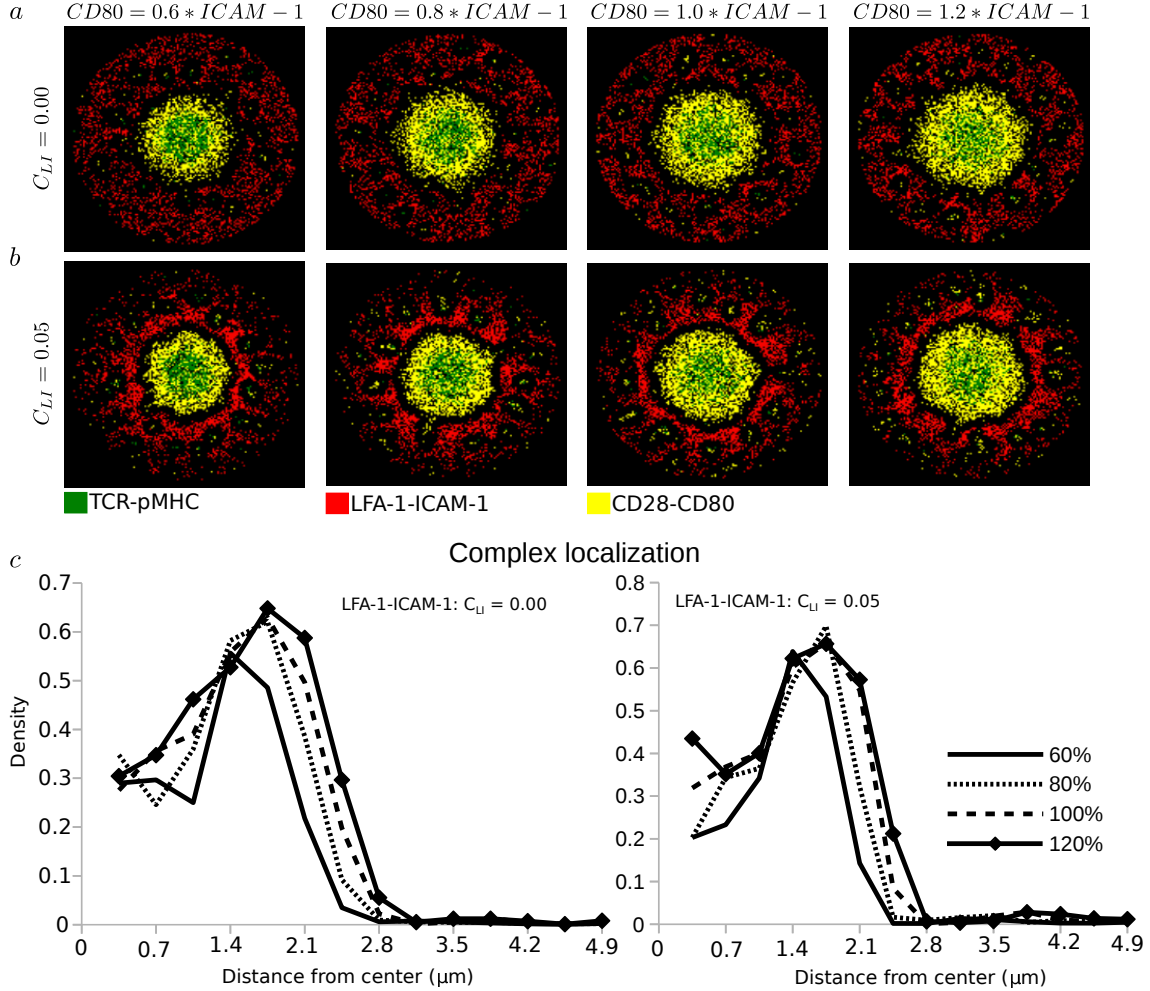 a
CD80 = 0.6 ∗ ICAM − 1
CD80 = 0.8 ∗ ICAM − 1
CD80 = 1.0 ∗ ICAM − 1
CD80 = 1.2 ∗ ICAM − 1
C_LI = 0.00
b
C_LI = 0.05
TCR-pMHC
LFA-1-ICAM-1
CD28-CD80
c
Complex localization
LFA-1-ICAM-1: C_LI = 0.00
Density
0.7
0.6
0.5
0.4
0.3
0.2
0.1
0
0 0.7 1.4 2.1 2.8 3.5 4.2 4.9
Distance from center (μm)
LFA-1-ICAM-1: C_LI = 0.05
0.8
0.7
0.6
0.5
0.4
0.3
0.2
0.1
0
0 0.7 1.4 2.1 2.8 3.5 4.2 4.9
Distance from center (μm)
60%
80%
100%
120%